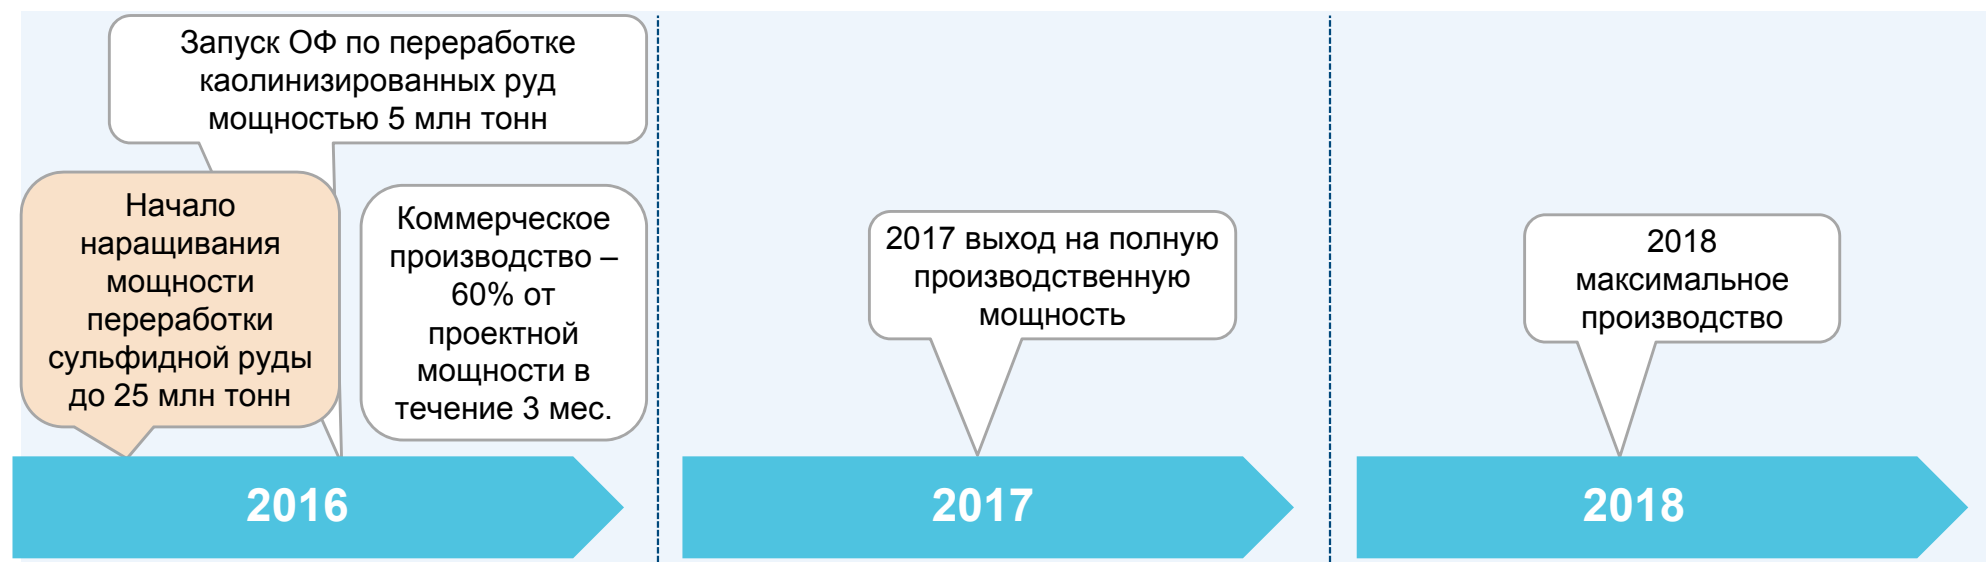 Запуск ОФ по переработке
каолинизированных руд
мощностью 5 млн тонн
Начало
наращивания
мощности
переработки
сульфидной руды
до 25 млн тонн
Коммерческое
производство –
60% от
проектной
мощности в
течение 3 мес.
2017 выход на полную
производственную
мощность
2018
максимальное
производство
2016
2017
2018